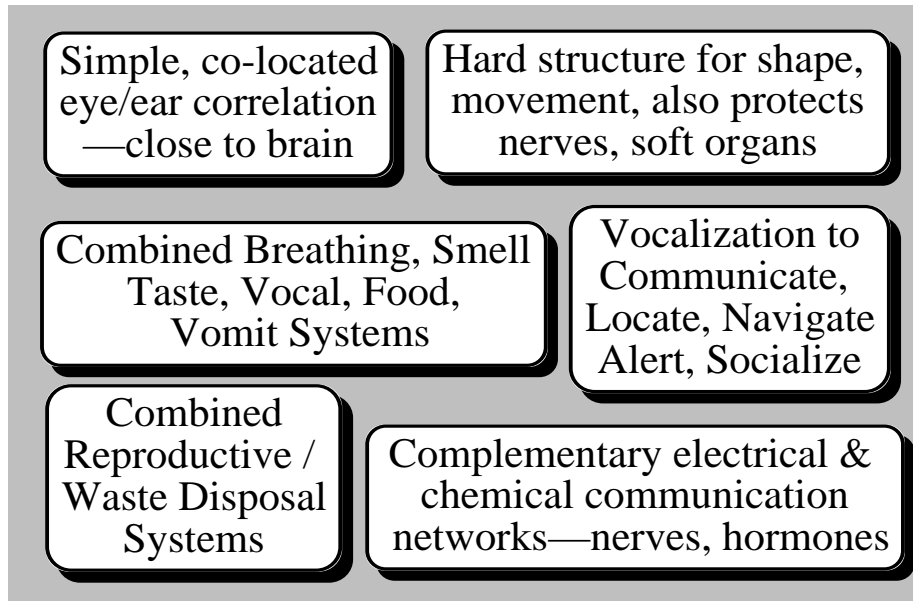 Simple, co-located
eye/ear correlation
—close to brain
Hard structure for shape,
movement, also protects
nerves, soft organs
Combined Breathing, Smell
Taste, Vocal, Food,
Vomit Systems
Vocalization to
Communicate,
Locate, Navigate
Alert, Socialize
Combined
Reproductive /
Waste Disposal
Systems
Complementary electrical &
chemical communication
networks—nerves, hormones